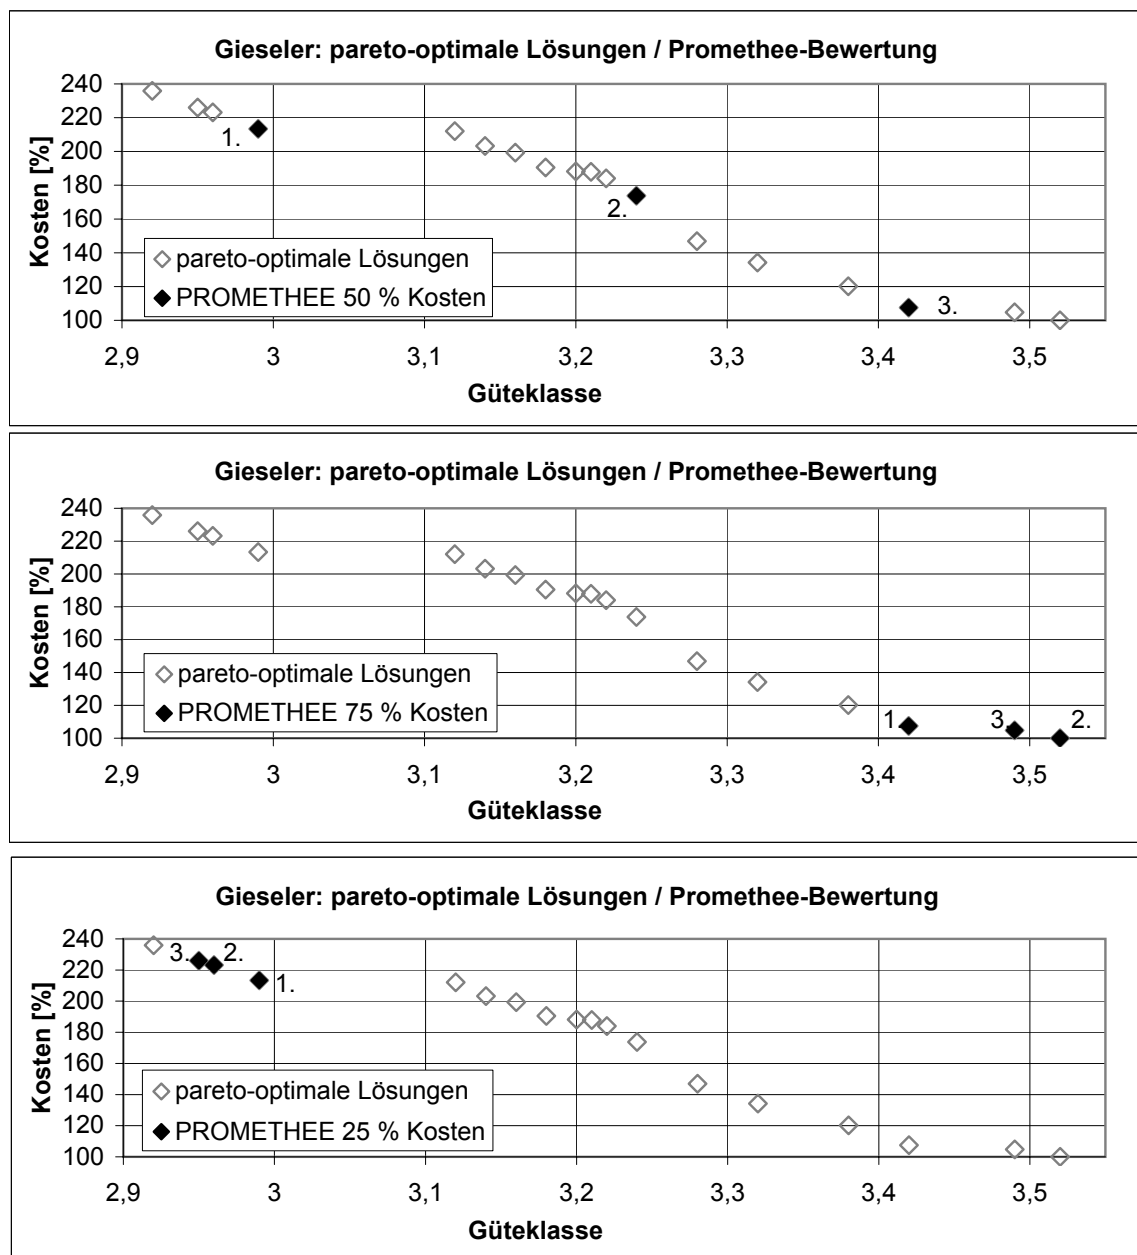 Gieseler: pareto-optimale Lösungen / Promethee-Bewertung
240
220
200
180
160
140
120
100
Kosten [%]
1.
2.
3.
pareto-optimale Lösungen
PROMETHEE 50 % Kosten
2,9 3 3,1 3,2 3,3 3,4 3,5
Güteklasse
Gieseler: pareto-optimale Lösungen / Promethee-Bewertung
240
220
200
180
160
140
120
100
Kosten [%]
pareto-optimale Lösungen
PROMETHEE 75 % Kosten
1. 3. 2.
2,9 3 3,1 3,2 3,3 3,4 3,5
Güteklasse
Gieseler: pareto-optimale Lösungen / Promethee-Bewertung
240
220
200
180
160
140
120
100
Kosten [%]
3. 2.
1.
pareto-optimale Lösungen
PROMETHEE 25 % Kosten
2,9 3 3,1 3,2 3,3 3,4 3,5
Güteklasse